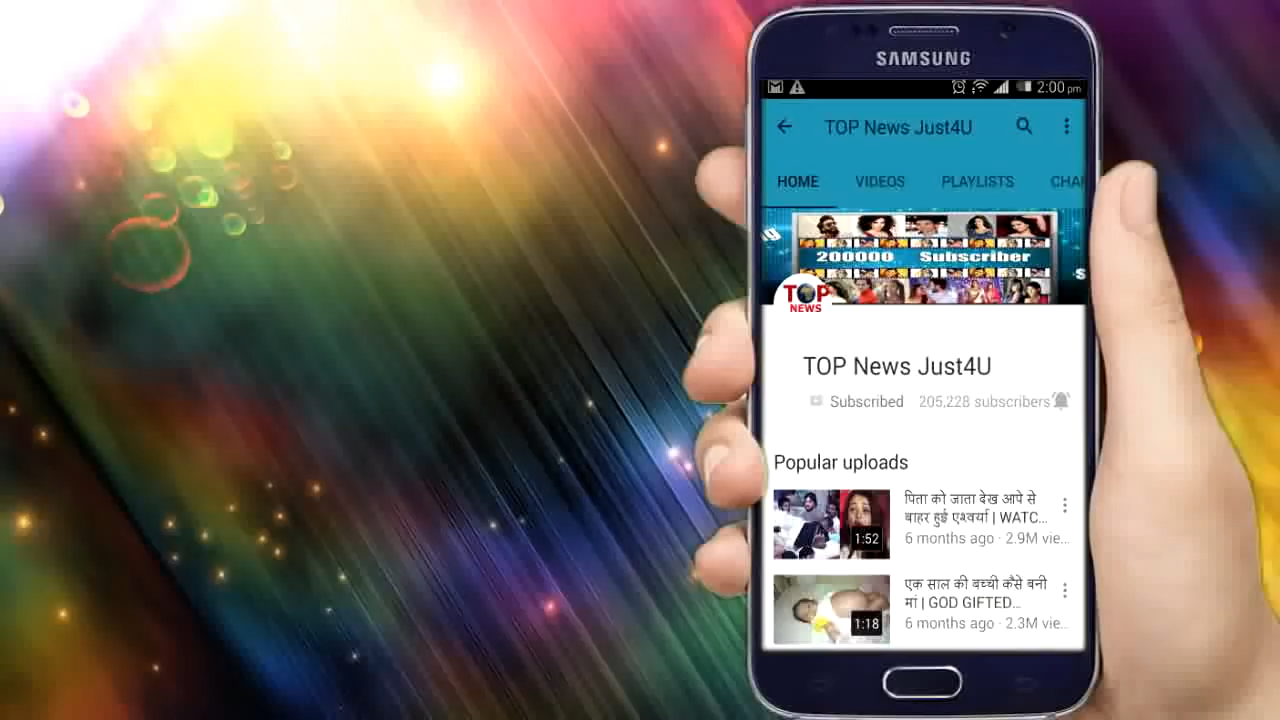 SAMSUNG
2:00 pm
TOP News Just4U
HOME VIDEOS PLAYLISTS CHA
200000 Subscriber
TOP
NEWS
TOP News Just4U
Subscribed 205,228 subscribers
Popular uploads
पिता को जाता देख आपे से
बाहर हुई एश्वर्या | WATC...
6 months ago · 2.9M vie...
1:52
एक साल की बच्ची कैसे बनी
मां | GOD GIFTED...
6 months ago · 2.3M vie...
1:18